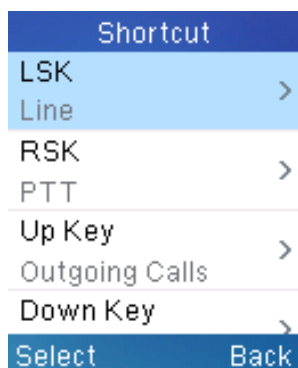 Shortcut
LSK
Line
RSK
PTT
Up Key
Outgoing Calls
Down Key
Select Back